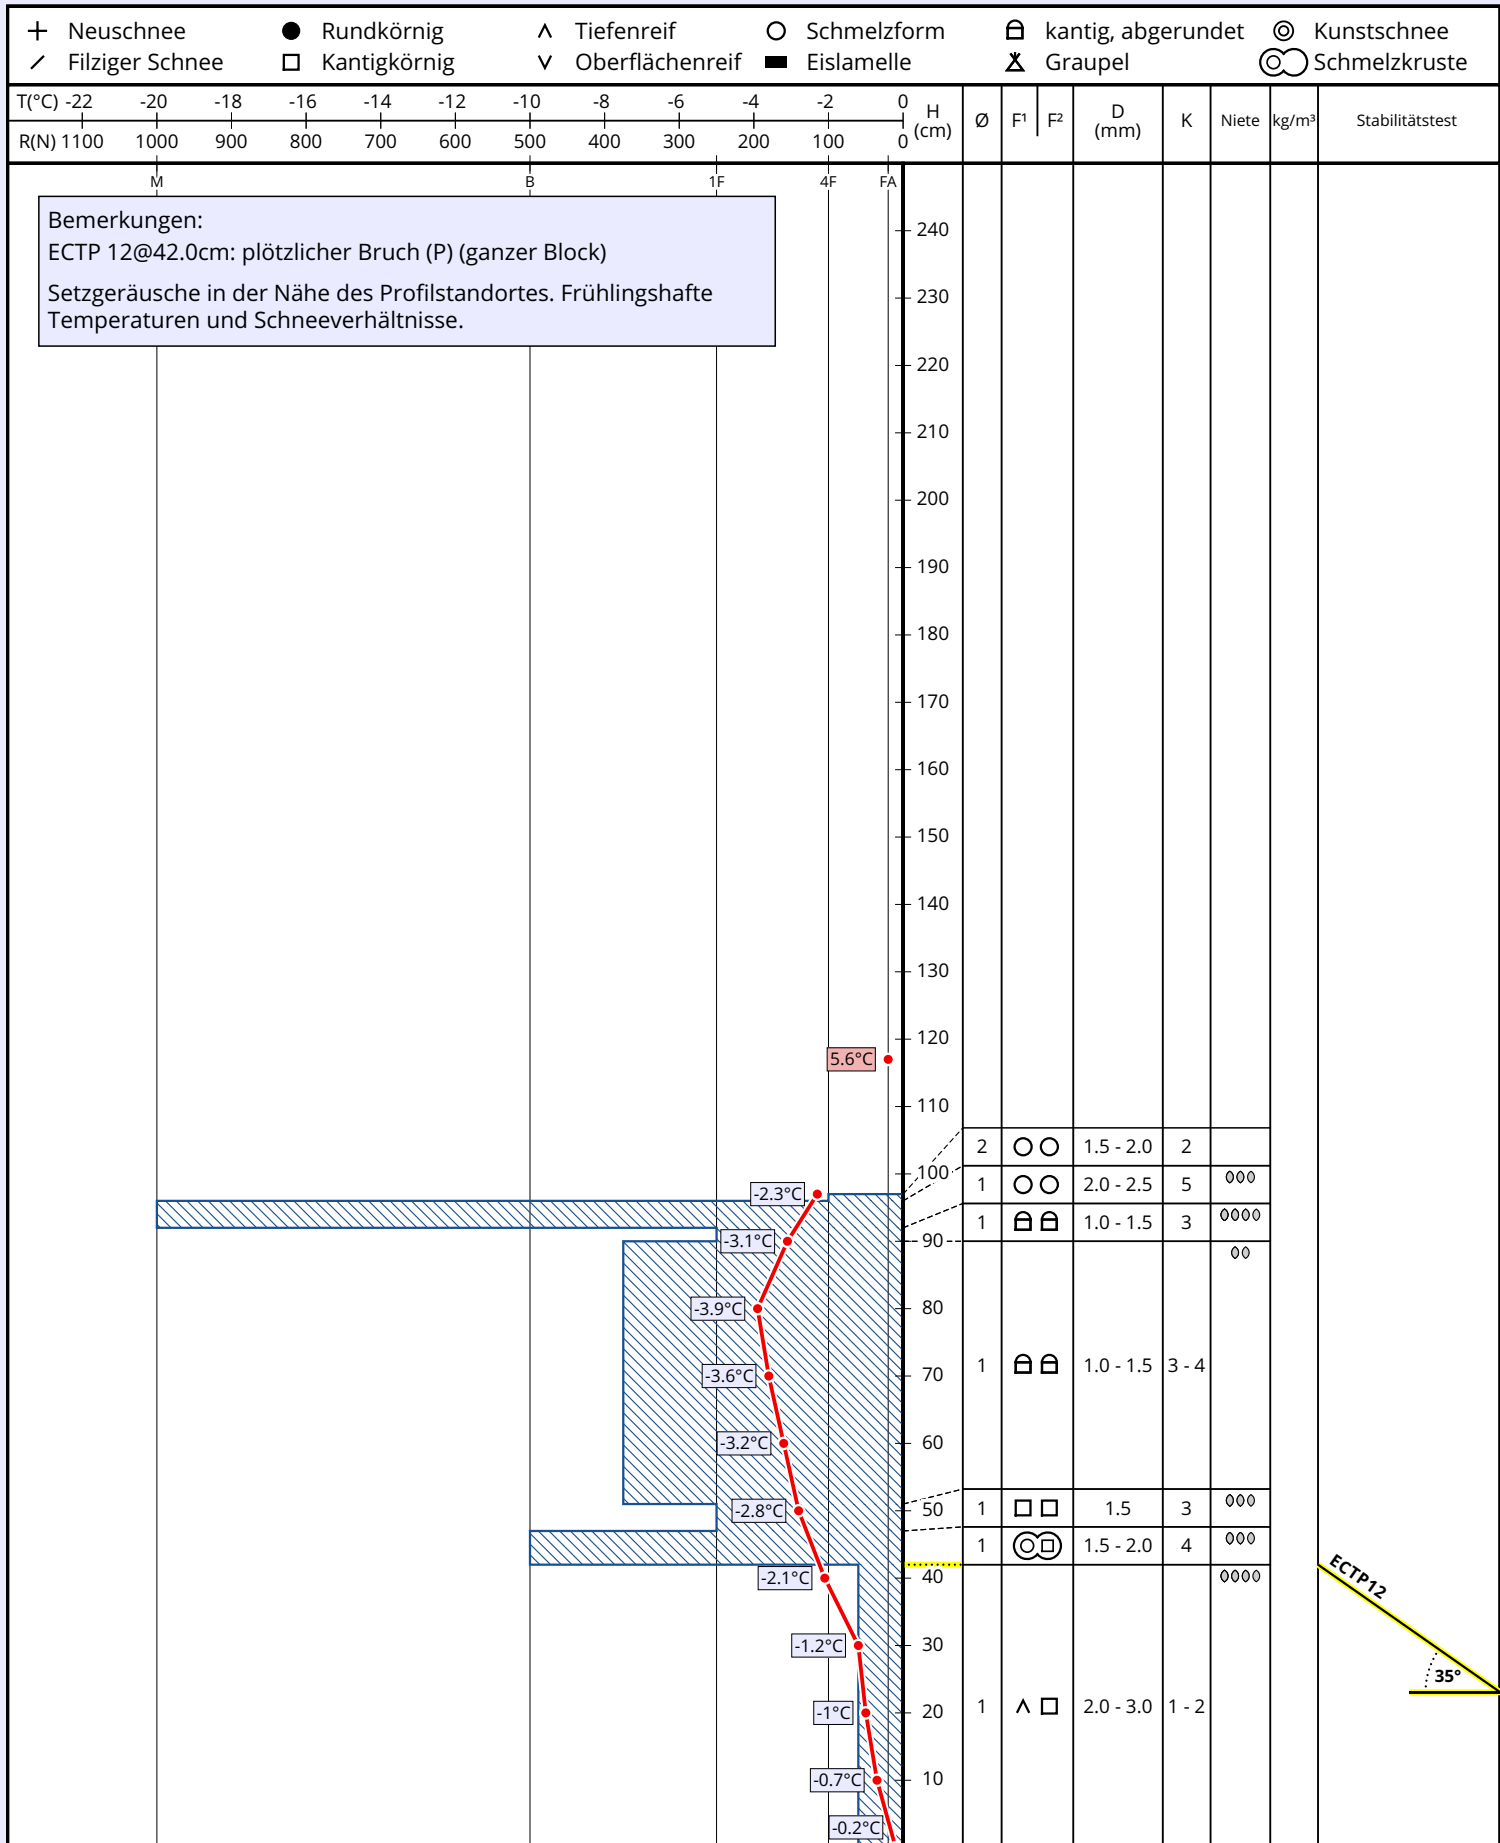 Neuschnee Rundkörnig Tiefenreif Schmelzform kantig, abgerundet Kunstschnee
Filziger Schnee Kantigkörnig Oberflächenreif Eislamelle Graupel Schmelzkruste
T(°C) -22 -20 -18 -16 -14 -12 -10 -8 -6 -4 -2 0
R(N) 1100 1000 900 800 700 600 500 400 300 200 100 0
H (cm) Ø F¹ F² D (mm) K Niete kg/m³ Stabilitätstest
M B 1F 4F FA
Bemerkungen:
ECTP 12@42.0cm: plötzlicher Bruch (P) (ganzer Block)
Setzgeräusche in der Nähe des Profilstandortes. Frühlingshafte
Temperaturen und Schneeverhältnisse.
240
230
220
210
200
190
180
170
160
150
140
130
120
5.6°C
110
2 1.5 - 2.0 2
100
1 2.0 - 2.5 5
-2.3°C
1 1.0 - 1.5 3
-3.1°C 90
-3.9°C 80
1 1.0 - 1.5 3 - 4
-3.6°C 70
-3.2°C 60
-2.8°C 50 1 1.5 3
1 1.5 - 2.0 4
-2.1°C 40 ECTP12
-1.2°C 30
35°
-1°C 20 1 2.0 - 3.0 1 - 2
-0.7°C 10
-0.2°C